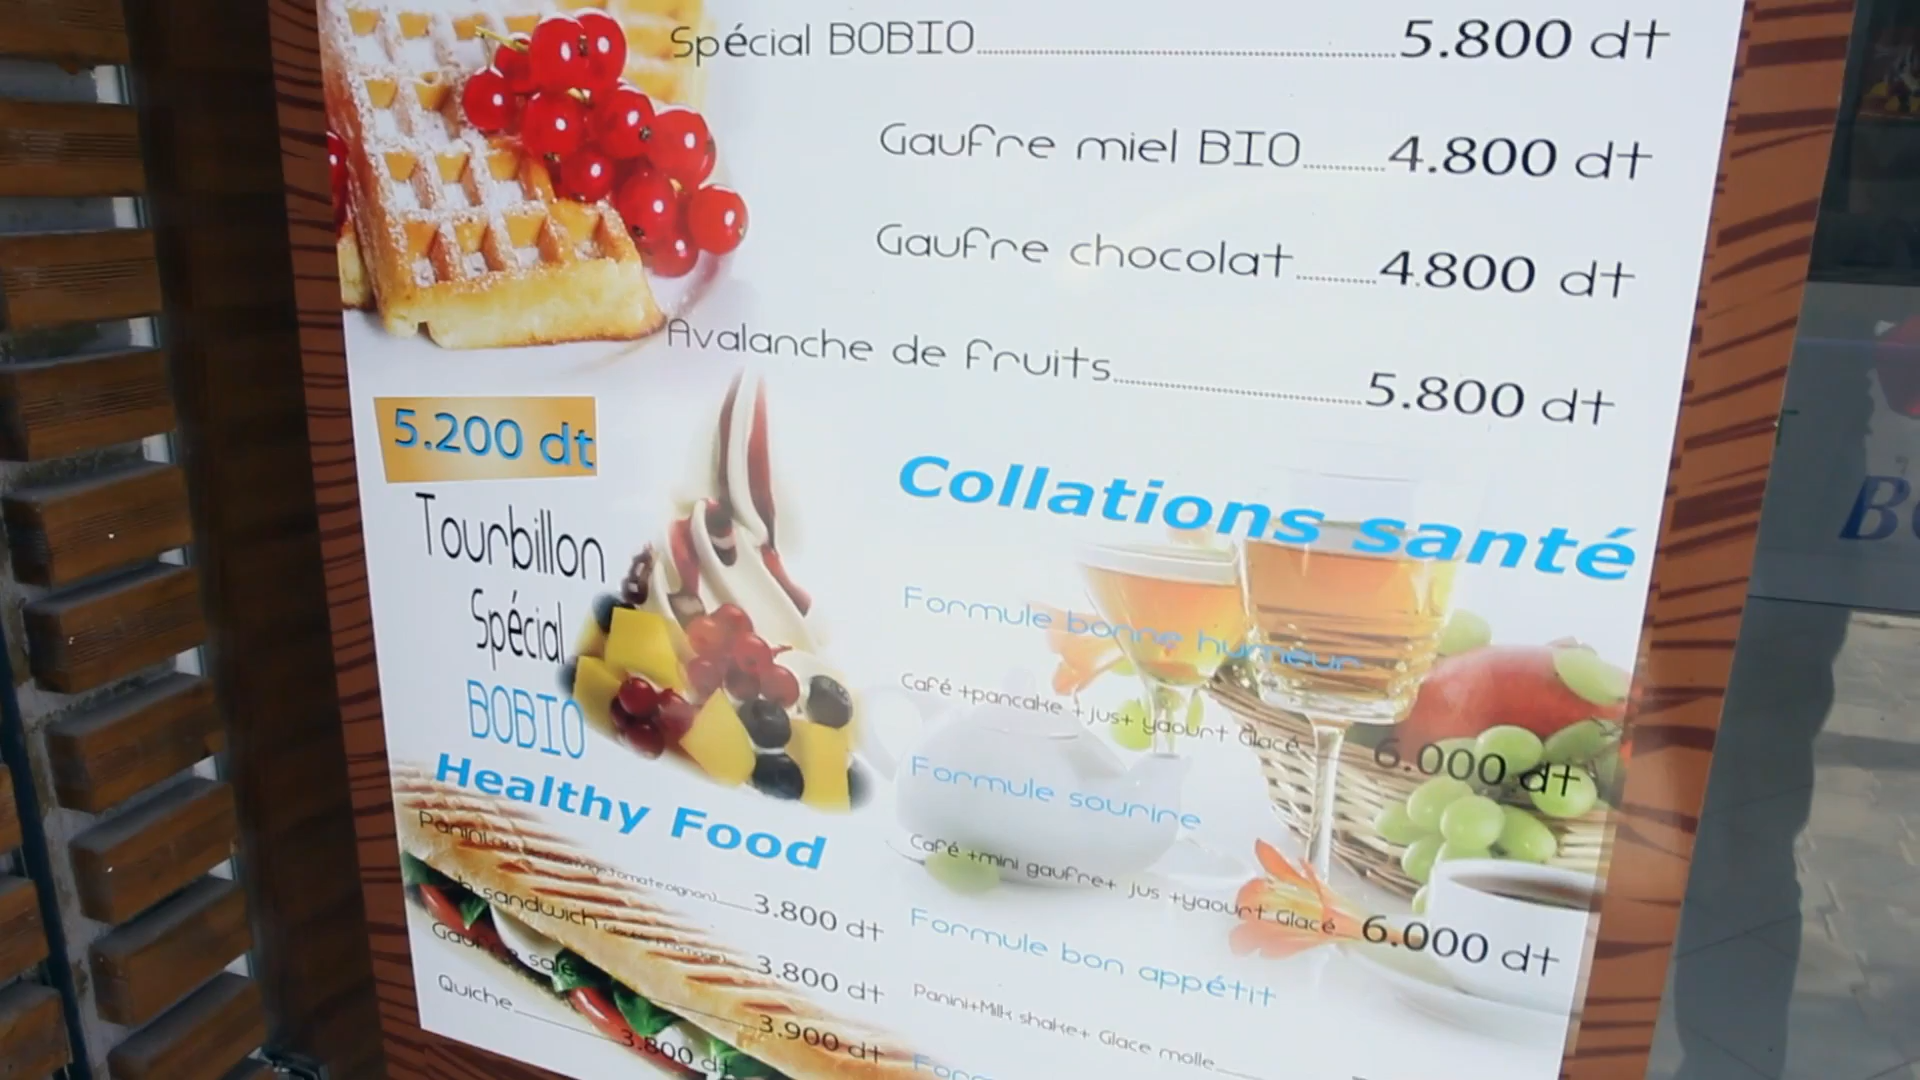 Spécial BOBIO 5.800 dt
Gaufre miel BIO 4.800 dt
Gaufre chocolat 4.800 dt
Avalanche de fruits 5.800 dt
5.200 dt
Tourbillon
Spécial
BOBIO
Healthy Food
Panini 3.800 dt
sandwich 3.800 dt
Gaufre salé 3.900 dt
Quiche 3.800 dt
Collations santé
Formule bonne humeur
Café +pancake + jus+ yaourt Glacé 6.000 dt
Formule sourire
Café +mini gaufre+ jus +yaourt Glacé 6.000 dt
Formule bon appétit
Panini+Milk shake+ Glace molle